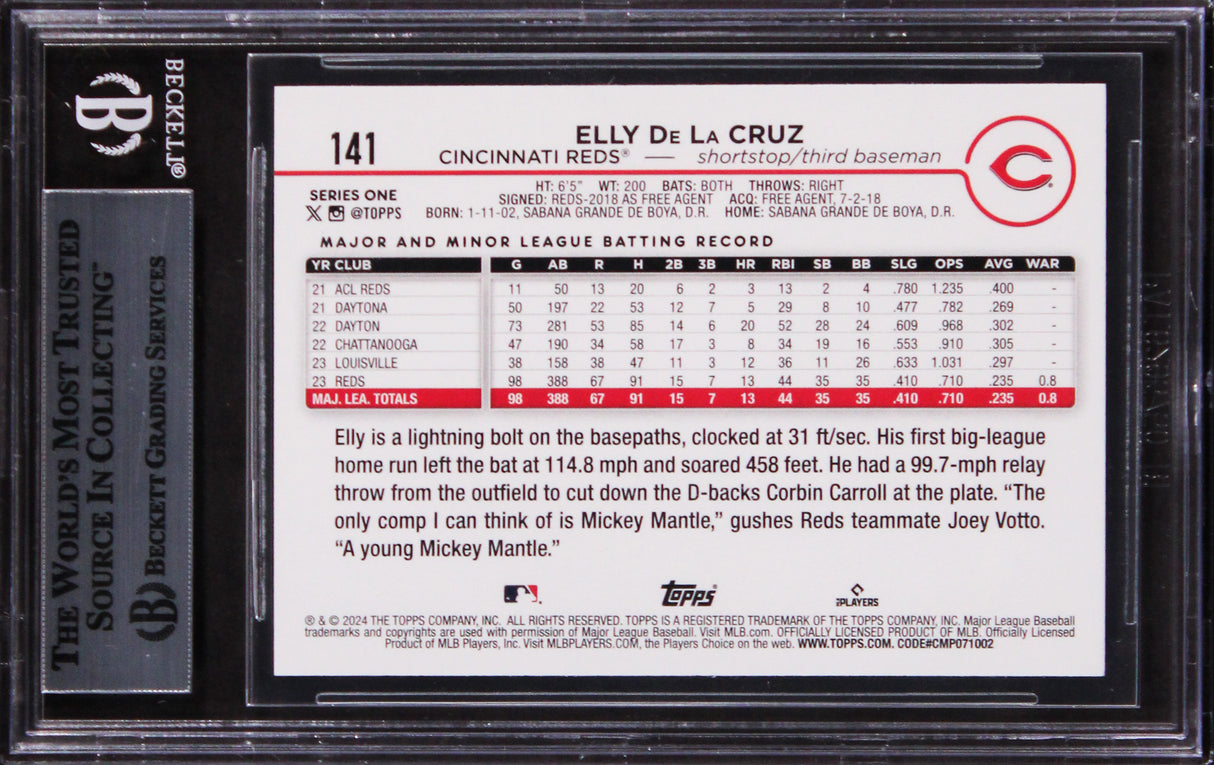 BECKETT®
B
THE WORLD'S MOST TRUSTED
SOURCE IN COLLECTING™
B BECKETT GRADING SERVICES
141
ELLY DE LA CRUZ
CINCINNATI REDS® — shortstop/third baseman
C
SERIES ONE
X @TOPPS
HT: 6'5" WT: 200 BATS: BOTH THROWS: RIGHT
SIGNED: REDS-2018 AS FREE AGENT ACQ: FREE AGENT, 7-2-18
BORN: 1-11-02, SABANA GRANDE DE BOYA, D.R. HOME: SABANA GRANDE DE BOYA, D.R.
MAJOR AND MINOR LEAGUE BATTING RECORD
YR CLUB G AB R H 2B 3B HR RBI SB BB SLG OPS AVG WAR
21 ACL REDS 11 50 13 20 6 2 3 13 2 4 .780 1.235 .400 -
21 DAYTONA 50 197 22 53 12 7 5 29 8 10 .477 .782 .269 -
22 DAYTON 73 281 53 85 14 6 20 52 28 24 .609 .968 .302 -
22 CHATTANOOGA 47 190 34 58 17 3 8 34 19 16 .553 .910 .305 -
23 LOUISVILLE 38 158 38 47 11 3 12 36 11 26 .633 1.031 .297 -
23 REDS 98 388 67 91 15 7 13 44 35 35 .410 .710 .235 0.8
MAJ. LEA. TOTALS 98 388 67 91 15 7 13 44 35 35 .410 .710 .235 0.8
Elly is a lightning bolt on the basepaths, clocked at 31 ft/sec. His first big-league
home run left the bat at 114.8 mph and soared 458 feet. He had a 99.7-mph relay
throw from the outfield to cut down the D-backs Corbin Carroll at the plate. “The
only comp I can think of is Mickey Mantle,” gushes Reds teammate Joey Votto.
“A young Mickey Mantle.”
Topps®
PLAYERS
® & © 2024 THE TOPPS COMPANY, INC. ALL RIGHTS RESERVED. TOPPS IS A REGISTERED TRADEMARK OF THE TOPPS COMPANY, INC. Major League Baseball
trademarks and copyrights are used with permission of Major League Baseball. Visit MLB.com. OFFICIALLY LICENSED PRODUCT OF MLB. Officially Licensed
Product of MLB Players, Inc. Visit MLBPLAYERS.COM, the Players Choice on the web. WWW.TOPPS.COM. CODE#CMP071002